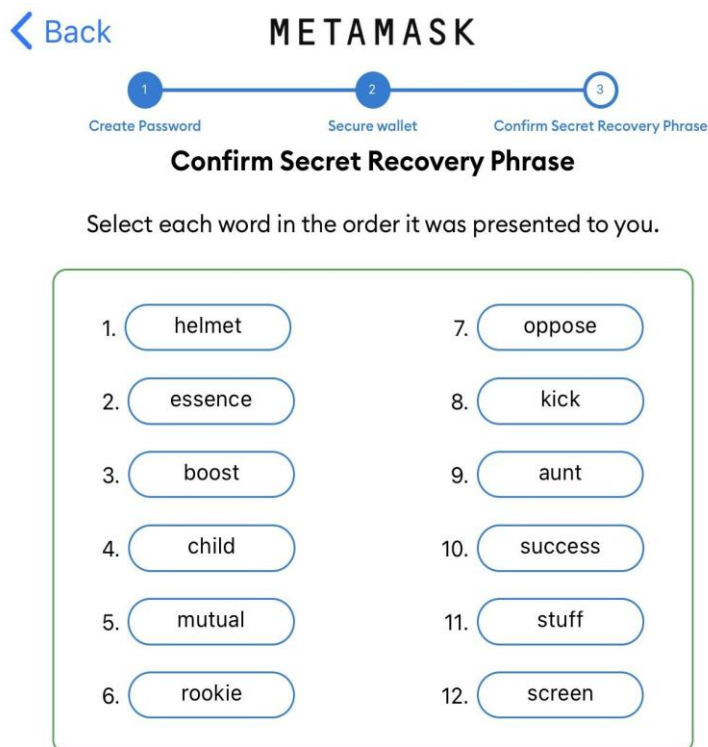 Back
METAMASK
1 2 3
Create Password Secure wallet Confirm Secret Recovery Phrase
Confirm Secret Recovery Phrase
Select each word in the order it was presented to you.
1. helmet 7. oppose
2. essence 8. kick
3. boost 9. aunt
4. child 10. success
5. mutual 11. stuff
6. rookie 12. screen